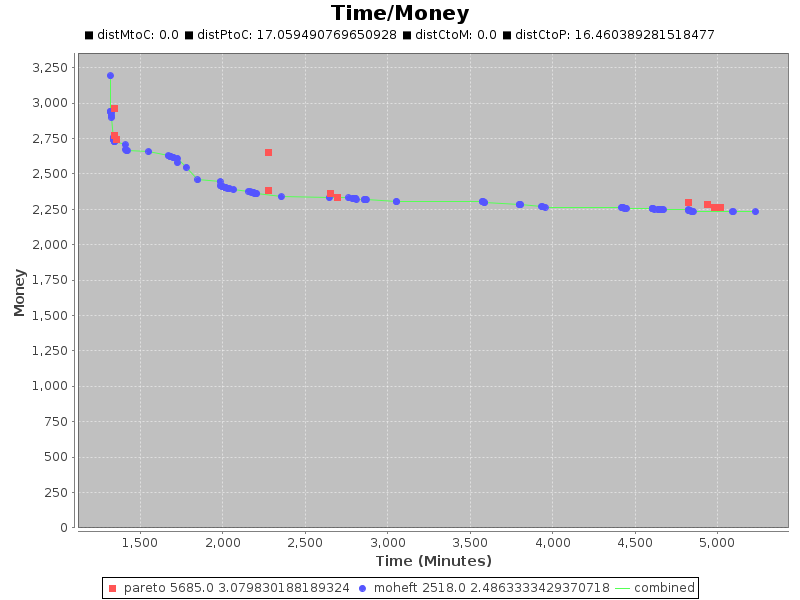 Time/Money
distMtoC: 0.0 distPtoC: 17.059490769650928 distCtoM: 0.0 distCtoP: 16.460389281518477
3,250
3,000
2,750
2,500
2,250
2,000
1,750
1,500
1,250
1,000
750
500
250
0
Money
1,500 2,000 2,500 3,000 3,500 4,000 4,500 5,000
Time (Minutes)
pareto 5685.0 3.079830188189324 moheft 2518.0 2.4863333429370718 combined